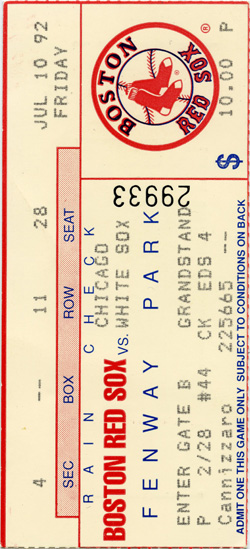 JUL 10 92
FRIDAY
4 -- 11 28
SEC BOX ROW SEAT
RAIN CHECK
BOSTON RED SOX VS. CHICAGO WHITE SOX
FENWAY PARK
29933
ENTER GATE B GRANDSTAND
P 2/28 #44 CK EDS 4
Cannizzaro 225665 --
ADMIT ONE THIS GAME ONLY SUBJECT TO CONDITIONS ON BACK
BOSTON
RED SOX
$
10.00 P